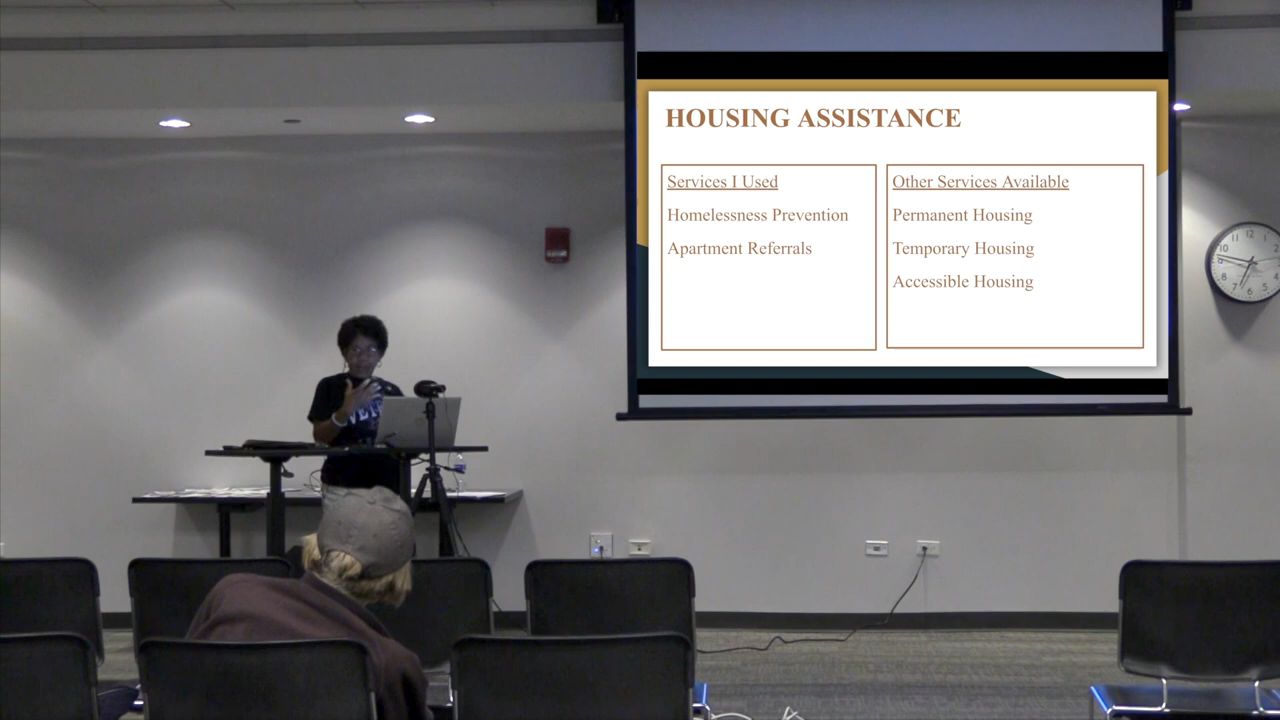 HOUSING ASSISTANCE
Services I Used
Homelessness Prevention
Apartment Referrals
Other Services Available
Permanent Housing
Temporary Housing
Accessible Housing